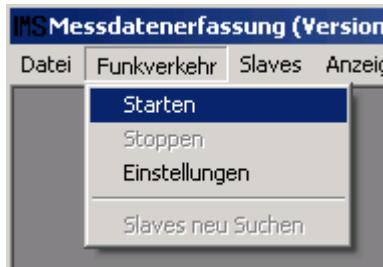 IMS Messdatenerfassung (Version
Datei Funkverkehr Slaves Anzeig
Starten
Stoppen
Einstellungen
Slaves neu Suchen